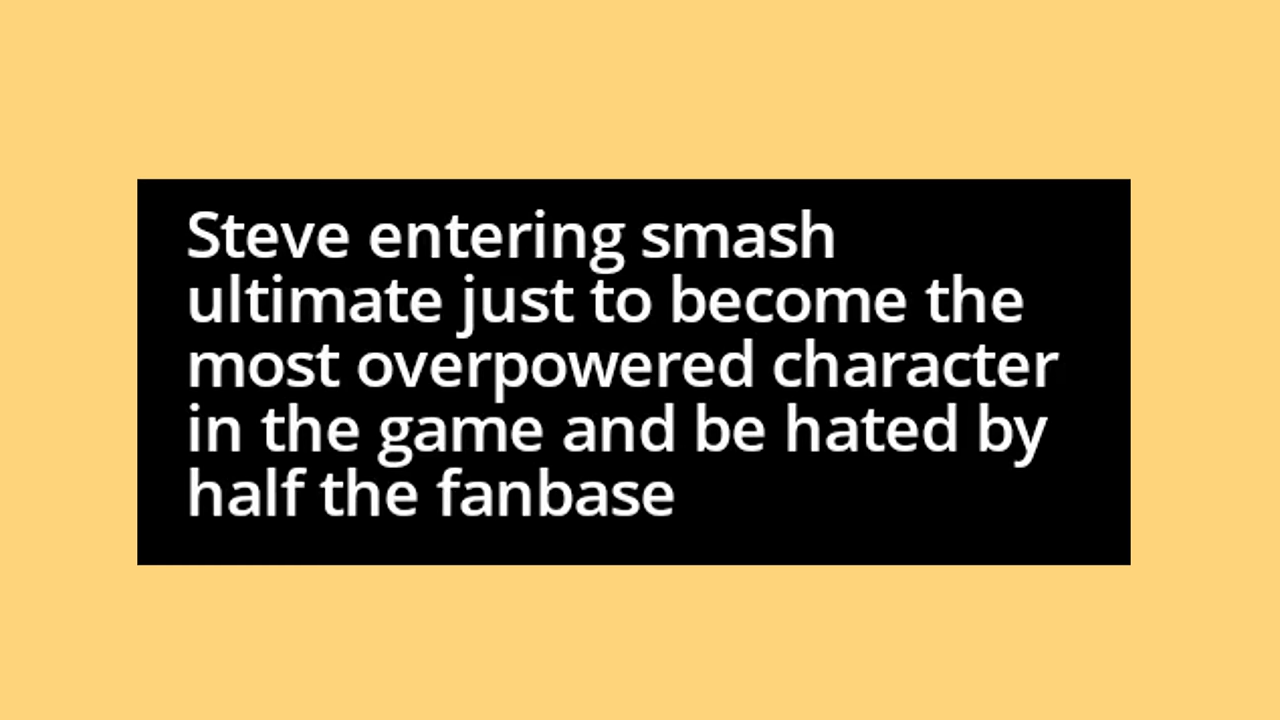 Steve entering smash
ultimate just to become the
most overpowered character
in the game and be hated by
half the fanbase